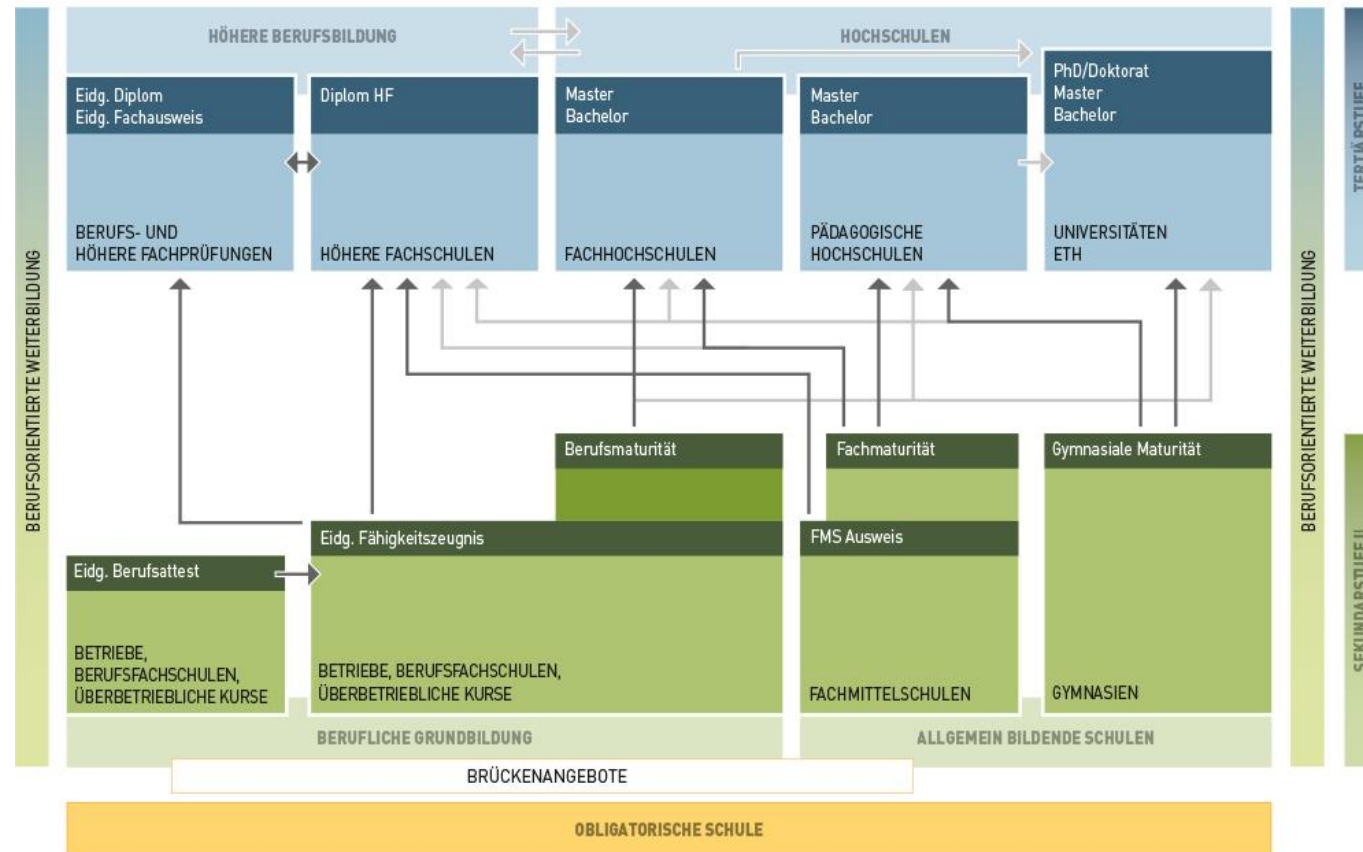 HÖHERE BERUFSBILDUNG
HOCHSCHULEN
Eidg. Diplom
Eidg. Fachausweis
Diplom HF
Master
Bachelor
Master
Bachelor
PhD/Doktorat
Master
Bachelor
BERUFS- UND
HÖHERE FACHPRÜFUNGEN
HÖHERE FACHSCHULEN
FACHHOCHSCHULEN
PÄDAGOGISCHE
HOCHSCHULEN
UNIVERSITÄTEN
ETH
TERTIÄRSTUFE
BERUFSORIENTIERTE WEITERBILDUNG
BERUFSORIENTIERTE WEITERBILDUNG
Berufsmaturität
Fachmaturität
Gymnasiale Maturität
Eidg. Fähigkeitszeugnis
FMS Ausweis
Eidg. Berufsattest
BETRIEBE,
BERUFSFACHSCHULEN,
ÜBERBETRIEBLICHE KURSE
BETRIEBE, BERUFSFACHSCHULEN,
ÜBERBETRIEBLICHE KURSE
FACHMITTELSCHULEN
GYMNASIEN
SEKUNDARSTUFE II
BERUFLICHE GRUNDBILDUNG
ALLGEMEIN BILDENDE SCHULEN
BRÜCKENANGEBOTE
OBLIGATORISCHE SCHULE